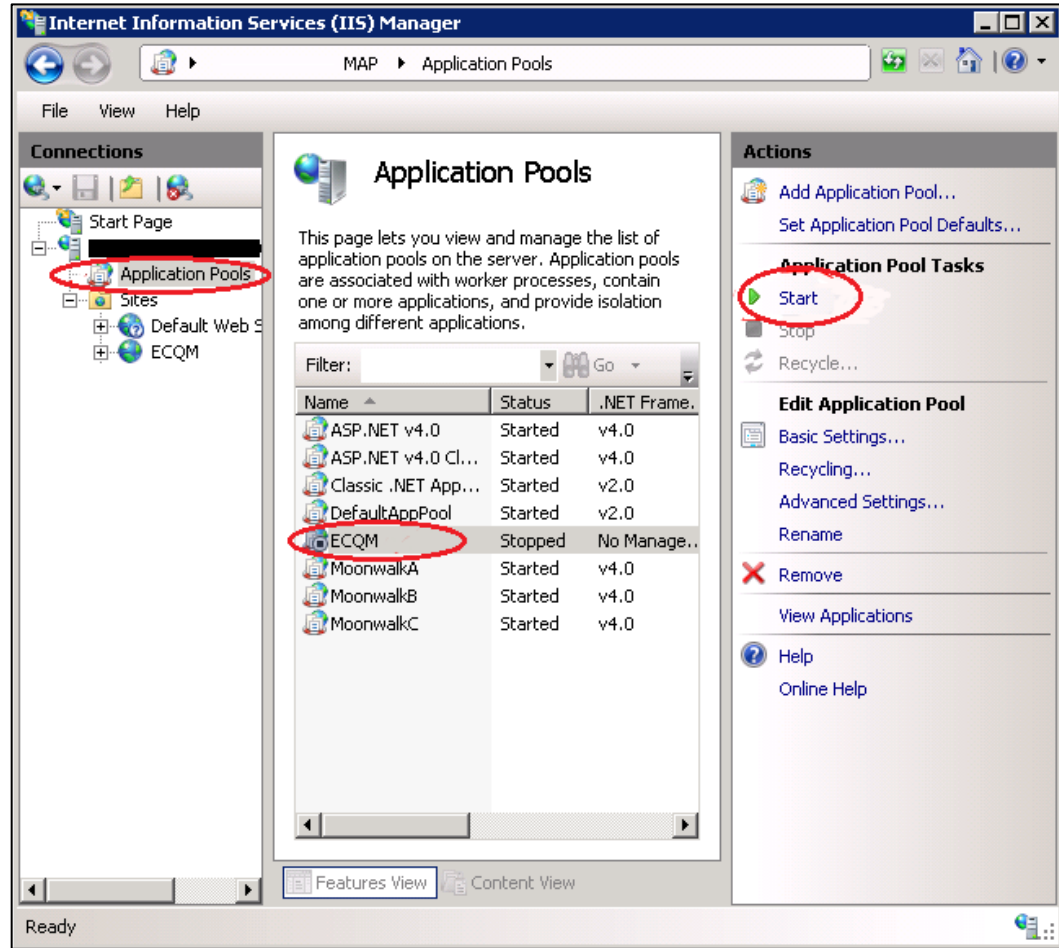 Internet Information Services (IIS) Manager
MAP Application Pools
File View Help
Connections
Start Page
Application Pools
Sites
Default Web S
ECQM
Application Pools
This page lets you view and manage the list of
application pools on the server. Application pools
are associated with worker processes, contain
one or more applications, and provide isolation
among different applications.
Filter: Go
Name Status .NET Frame.
ASP.NET v4.0 Started v4.0
ASP.NET v4.0 Cl... Started v4.0
Classic .NET App... Started v2.0
DefaultAppPool Started v2.0
ECQM Stopped No Manage..
MoonwalkA Started v4.0
MoonwalkB Started v4.0
MoonwalkC Started v4.0
Features View Content View
Actions
Add Application Pool...
Set Application Pool Defaults...
Application Pool Tasks
Start
Stop
Recycle...
Edit Application Pool
Basic Settings...
Recycling...
Advanced Settings...
Rename
Remove
View Applications
Help
Online Help
Ready